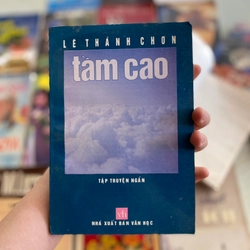 LÊ THÀNH CHƠN
tầm cao
TẬP TRUYỆN NGẮN
NHÀ XUẤT BẢN VĂN HỌC